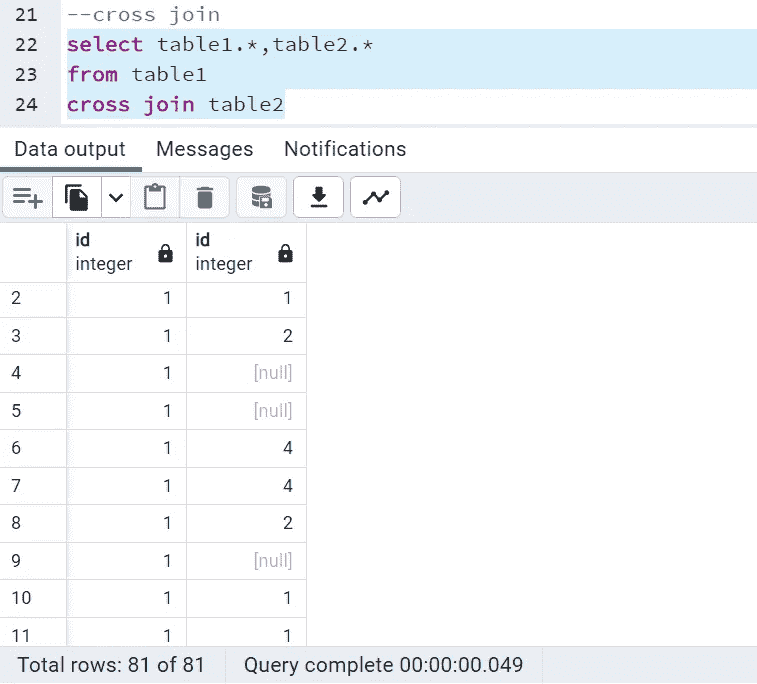 21 --cross join
22 select table1.*,table2.*
23 from table1
24 cross join table2
Data output Messages Notifications
id id
integer integer
2 1 1
3 1 2
4 1 [null]
5 1 [null]
6 1 4
7 1 4
8 1 2
9 1 [null]
10 1 1
11 1 1
Total rows: 81 of 81 Query complete 00:00:00.049